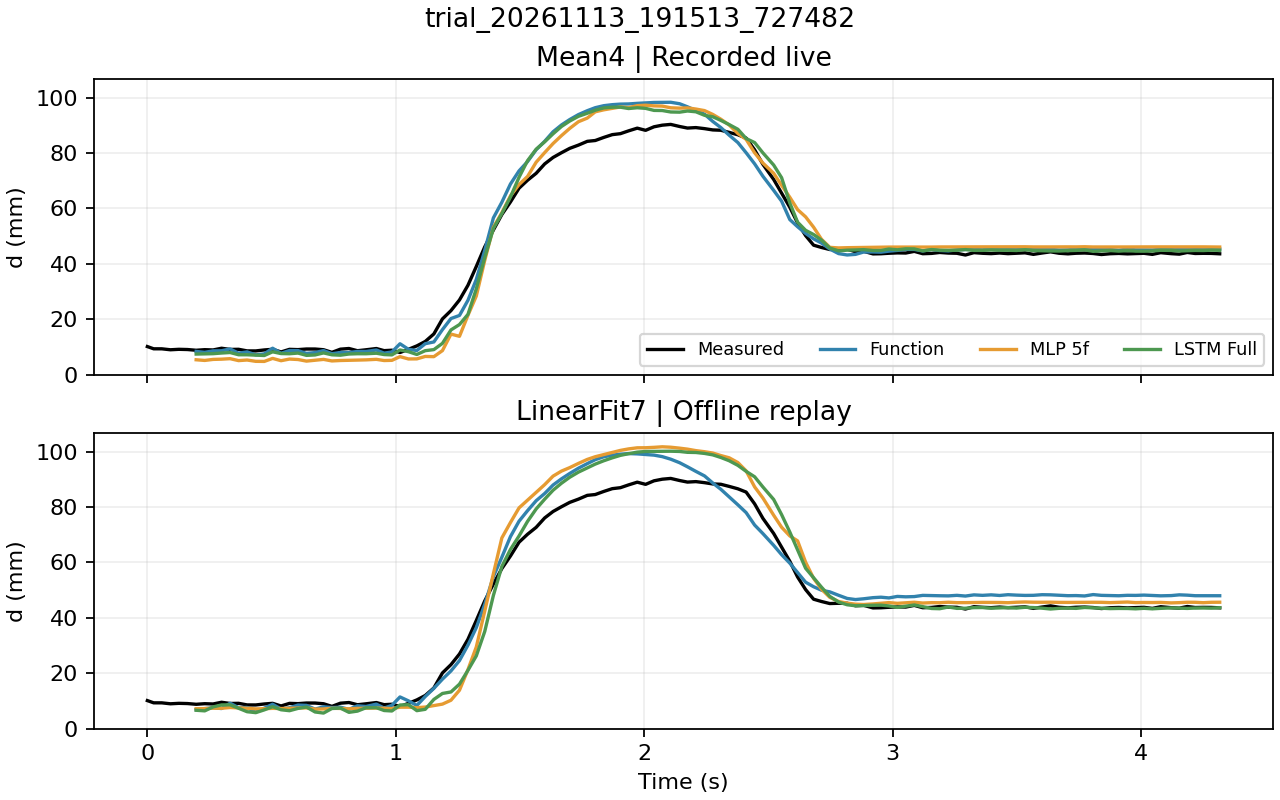 trial_20261113_191513_727482
Mean4 | Recorded live
100
80
60
40
20
0
d (mm)
Measured Function MLP 5f LSTM Full
LinearFit7 | Offline replay
100
80
60
40
20
0
d (mm)
0 1 2 3 4
Time (s)